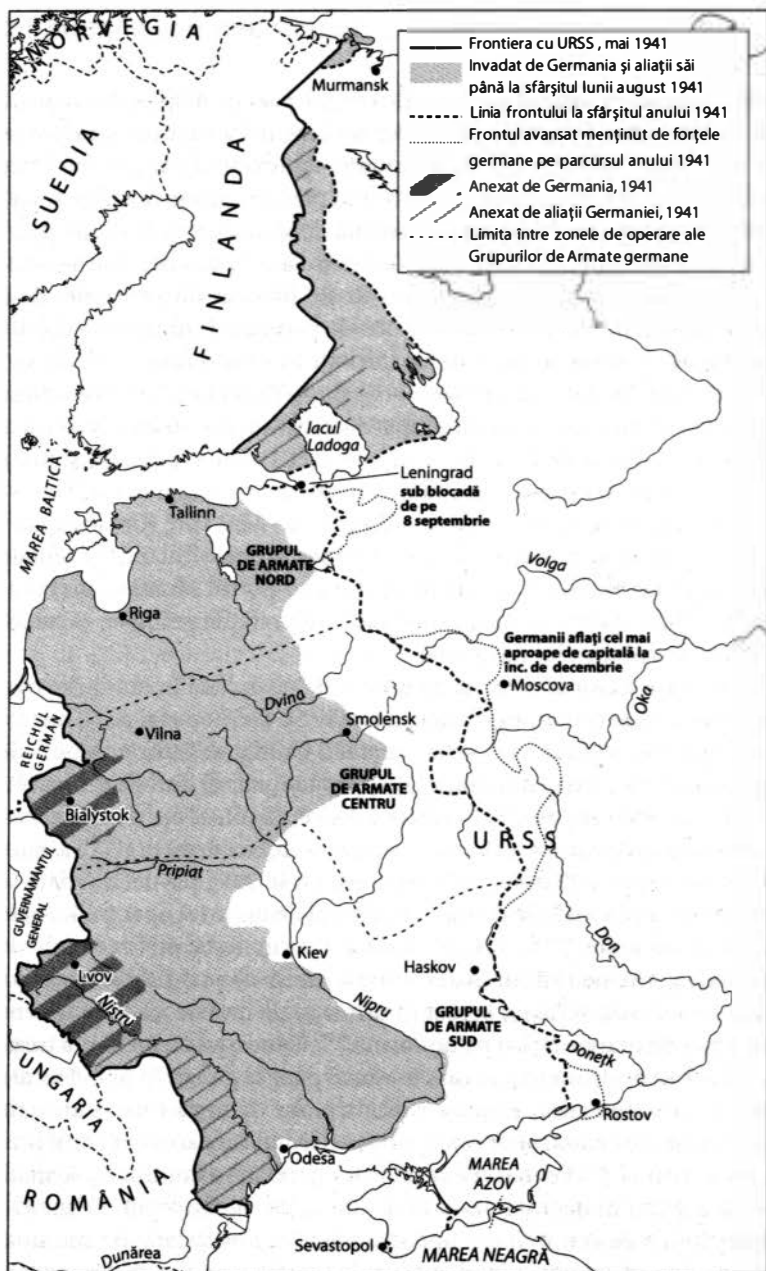 NORVEGIA
Murmansk
Frontiera cu URSS , mai 1941
Invadat de Germania și aliații săi
până la sfârșitul lunii august 1941
Linia frontului la sfârșitul anului 1941
Frontul avansat menținut de forțele
germane pe parcursul anului 1941
Anexat de Germania, 1941
Anexat de aliații Germaniei, 1941
Limita între zonele de operare ale
Grupurilor de Armate germane
SUEDIA
FINLANDA
Iacul
Ladoga
Leningrad
sub blocadă
de pe
8 septembrie
MAREA BALTICĂ
Tallinn
GRUPUL
DE ARMATE
NORD
Volga
Riga
Germanii aflați cel mai
aproape de capitală la
înc. de decembrie
Moscova
Oka
Dvina
REICHUL
GERMAN
Vilna
Smolensk
GRUPUL
DE ARMATE
CENTRU
Białystok
URSS
Pripiat
GUVERNĂMÂNTUL
GENERAL
Kiev
Haskov
Don
Lvov
Nistru
Nipru
GRUPUL
DE ARMATE
SUD
Donețk
UNGARIA
Rostov
Odesa
MAREA
AZOV
ROMÂNIA
Dunărea
Sevastopol
MAREA NEAGRĂ